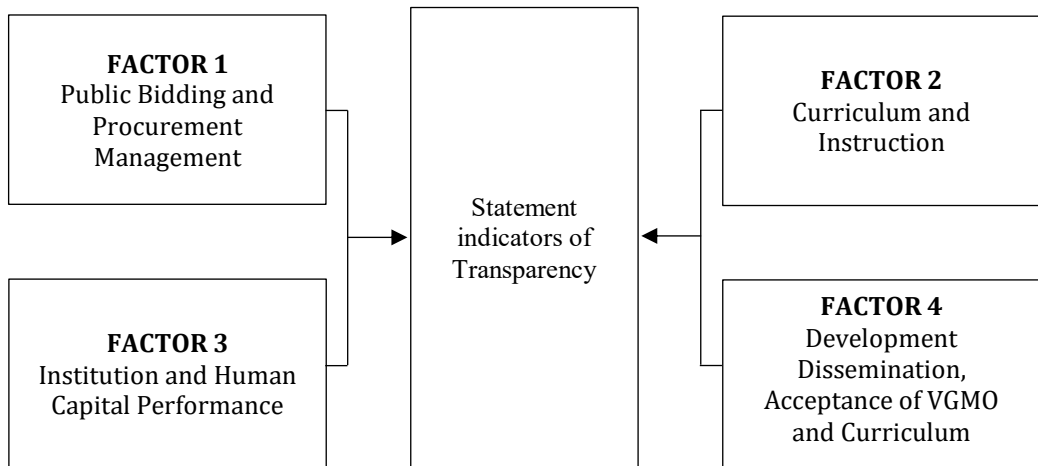 FACTOR 1
Public Bidding and
Procurement
Management
FACTOR 2
Curriculum and
Instruction
Statement
indicators of
Transparency
FACTOR 3
Institution and Human
Capital Performance
FACTOR 4
Development
Dissemination,
Acceptance of VGMO
and Curriculum